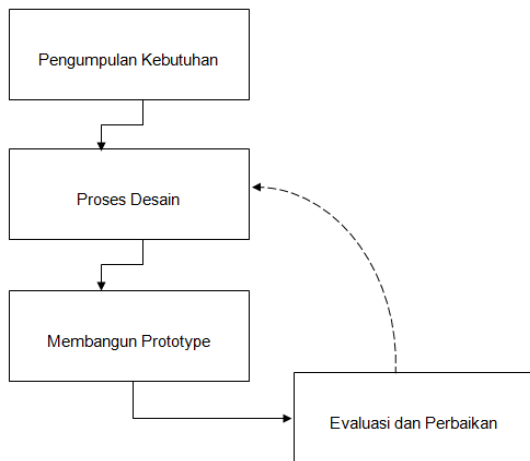 Pengumpulan Kebutuhan
Proses Desain
Membangun Prototype
Evaluasi dan Perbaikan